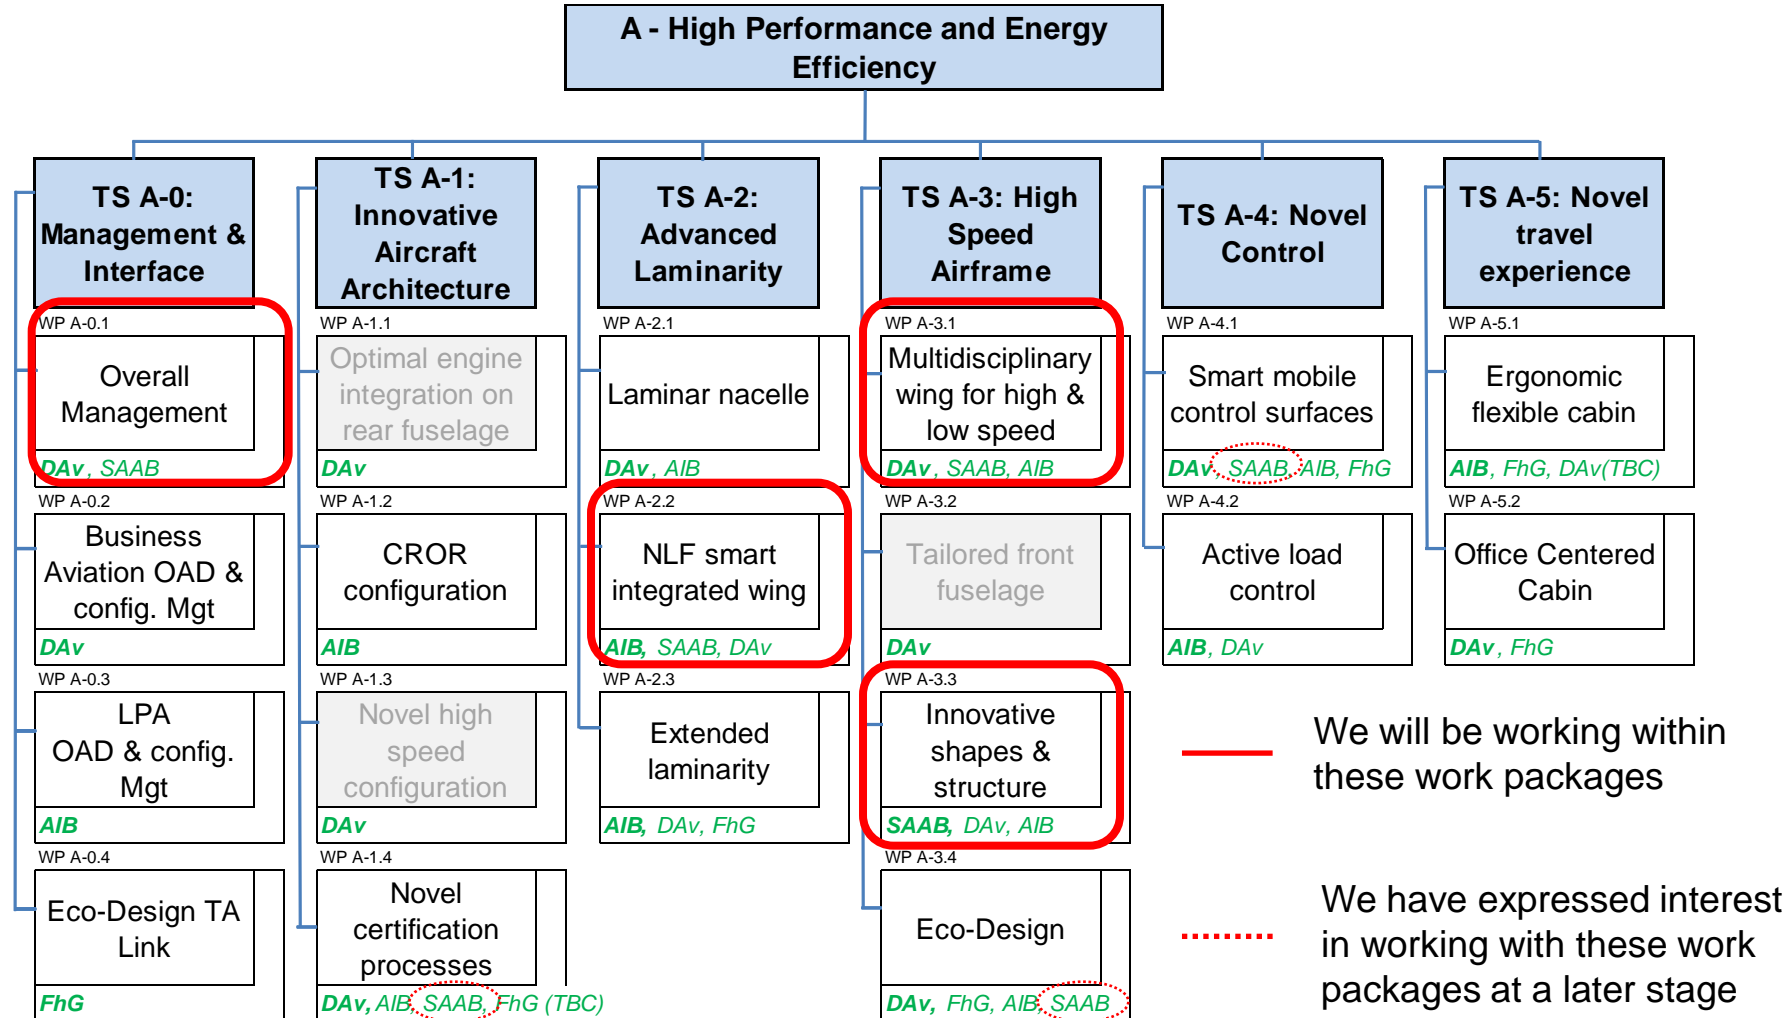 A - High Performance and Energy
Efficiency
TS A-0:
Management &
Interface
WP A-0.1
Overall
Management
DAv, SAAB
WP A-0.2
Business
Aviation OAD &
config. Mgt
DAv
WP A-0.3
LPA
OAD & config.
Mgt
AIB
WP A-0.4
Eco-Design TA
Link
FhG
TS A-1:
Innovative
Aircraft
Architecture
WP A-1.1
Optimal engine
integration on
rear fuselage
DAv
WP A-1.2
CROR
configuration
AIB
WP A-1.3
Novel high
speed
configuration
DAv
WP A-1.4
Novel
certification
processes
DAv, AIB, SAAB, FhG (TBC)
TS A-2:
Advanced
Laminarity
WP A-2.1
Laminar nacelle
DAv, AIB
WP A-2.2
NLF smart
integrated wing
AIB, SAAB, DAv
WP A-2.3
Extended
laminarity
AIB, DAv, FhG
TS A-3: High
Speed
Airframe
WP A-3.1
Multidisciplinary
wing for high &
low speed
DAv, SAAB, AIB
WP A-3.2
Tailored front
fuselage
DAv
WP A-3.3
Innovative
shapes &
structure
SAAB, DAv, AIB
WP A-3.4
Eco-Design
DAv, FhG, AIB, SAAB
TS A-4: Novel
Control
WP A-4.1
Smart mobile
control surfaces
DAv, SAAB, AIB, FhG
WP A-4.2
Active load
control
AIB, DAv
TS A-5: Novel
travel
experience
WP A-5.1
Ergonomic
flexible cabin
AIB, FhG, DAv(TBC)
WP A-5.2
Office Centered
Cabin
DAv, FhG
We will be working within
these work packages
We have expressed interest
in working with these work
packages at a later stage